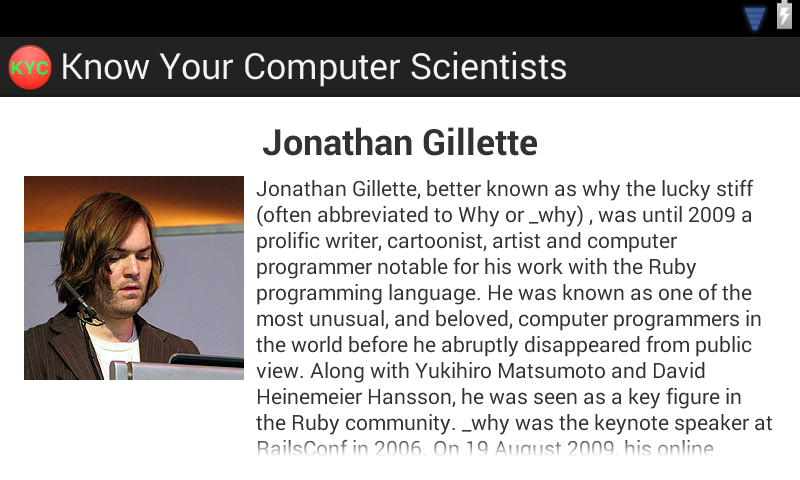 KYC Know Your Computer Scientists
Jonathan Gillette
Jonathan Gillette, better known as why the lucky stiff
(often abbreviated to Why or _why) , was until 2009 a
prolific writer, cartoonist, artist and computer
programmer notable for his work with the Ruby
programming language. He was known as one of the
most unusual, and beloved, computer programmers in
the world before he abruptly disappeared from public
view. Along with Yukihiro Matsumoto and David
Heinemeier Hansson, he was seen as a key figure in
the Ruby community. _why was the keynote speaker at
RailsConf in 2006. On 19 August 2009, his online